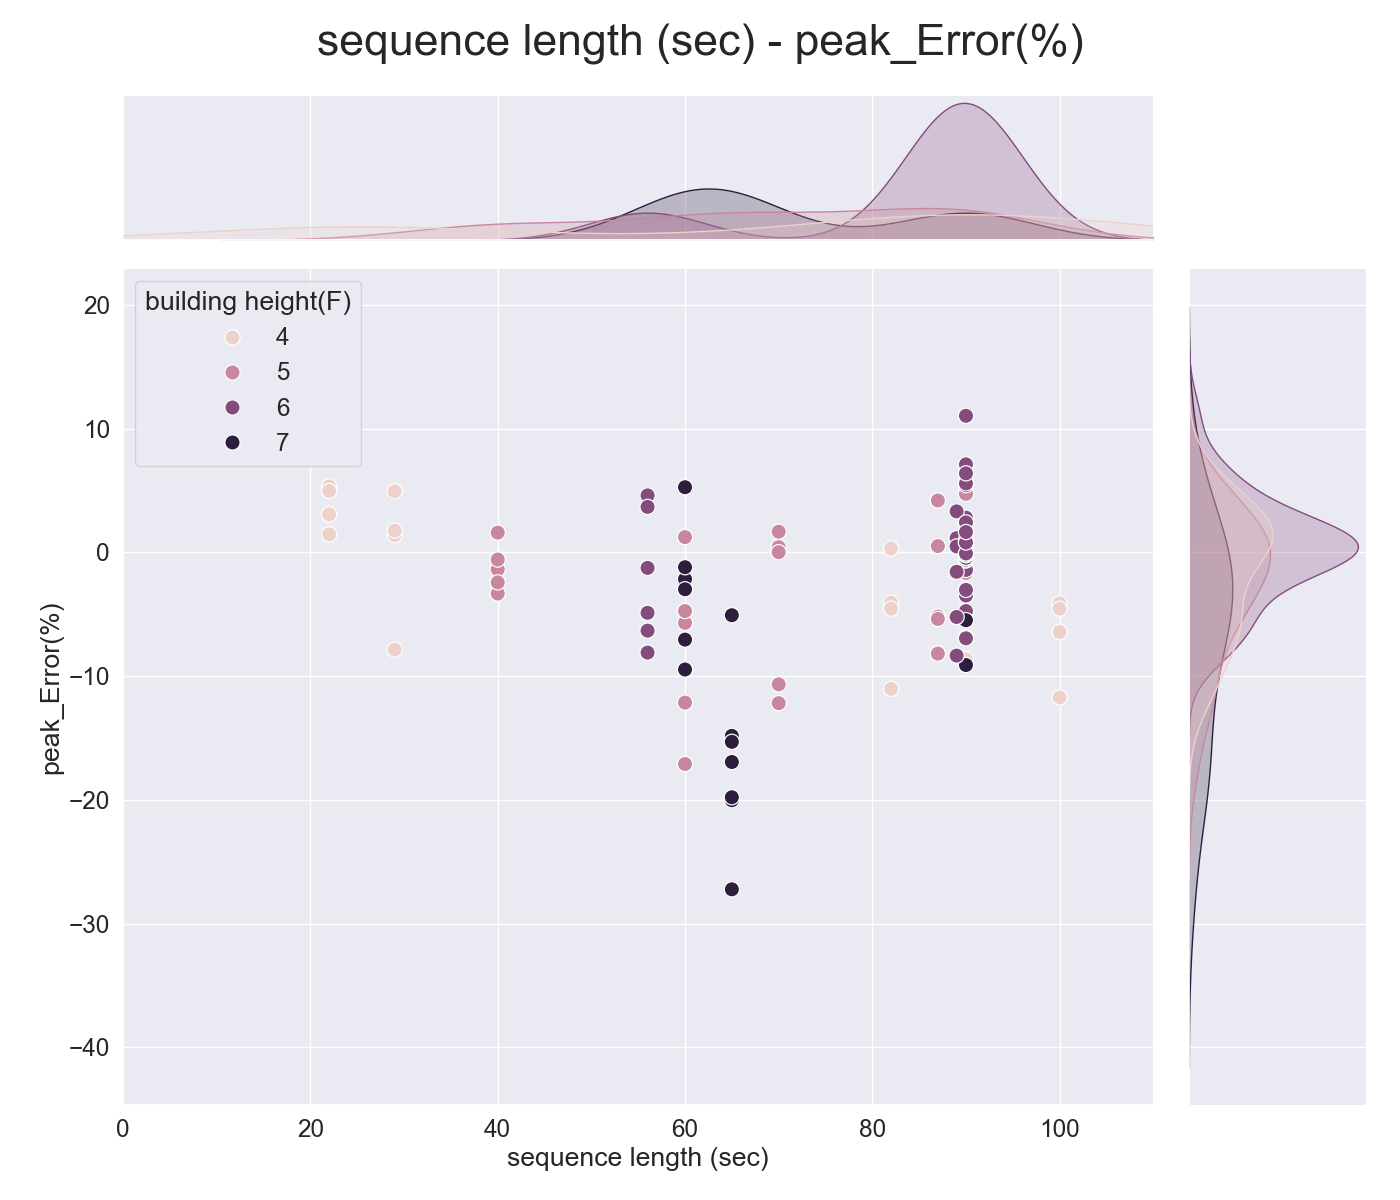 sequence length (sec) - peak_Error(%)
building height(F)
4
5
6
7
20
10
0
−10
−20
−30
−40
peak_Error(%)
0 20 40 60 80 100
sequence length (sec)